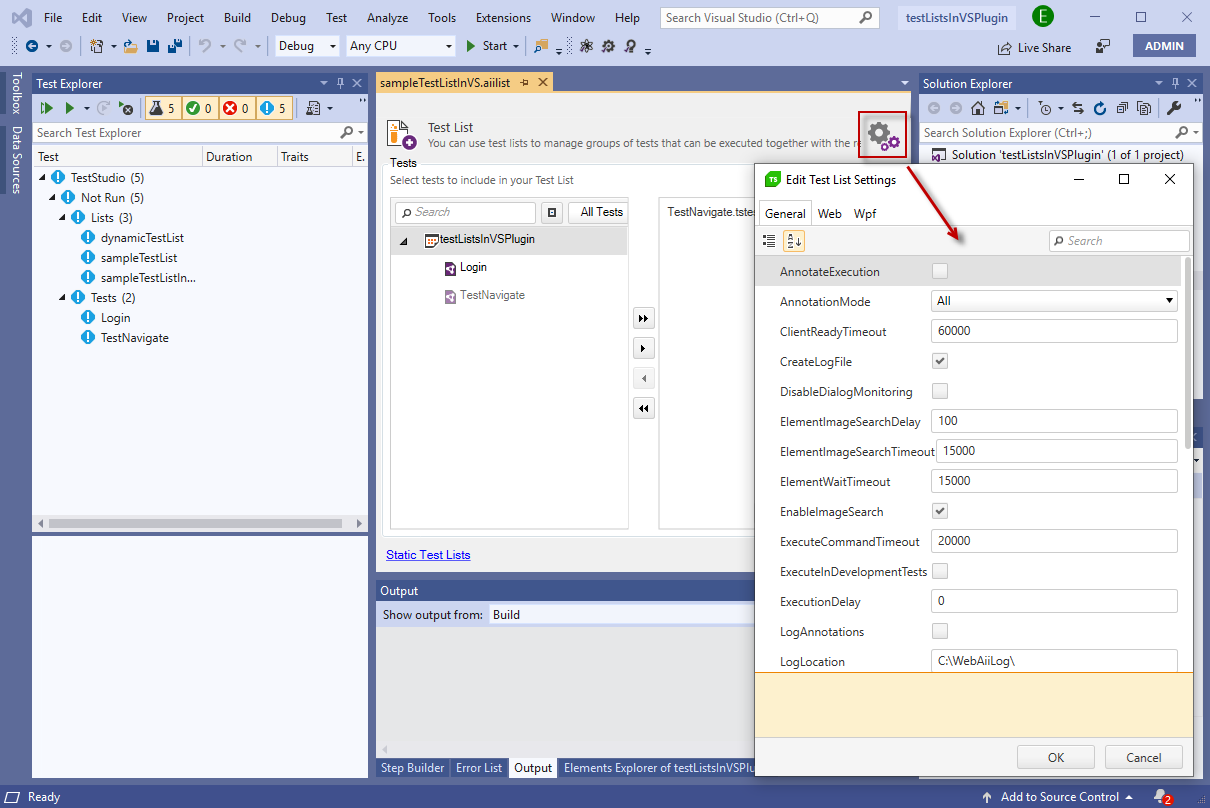 File Edit View Project Build Debug Test Analyze Tools Extensions Window Help Search Visual Studio (Ctrl+Q) testListsInVSPlugin E
Debug Any CPU Start Live Share ADMIN
Toolbox
Data Sources
Test Explorer
5 0 0 5
Search Test Explorer
Test Duration Traits E.
TestStudio (5)
Not Run (5)
Lists (3)
dynamicTestList
sampleTestList
sampleTestListIn...
Tests (2)
Login
TestNavigate
sampleTestListInVS.aiilist
Test List
You can use test lists to manage groups of tests that can be executed together with the re
Tests
Select tests to include in your Test List
Search All Tests
testListsInVSPlugin
Login
TestNavigate
TestNavigate.tste
Static Test Lists
Output
Show output from: Build
Step Builder Error List Output Elements Explorer of testListsInVSPlu
Solution Explorer
Search Solution Explorer (Ctrl+;)
Solution 'testListsInVSPlugin' (1 of 1 project)
TS Edit Test List Settings
General Web Wpf
Search
AnnotateExecution
AnnotationMode All
ClientReadyTimeout 60000
CreateLogFile
DisableDialogMonitoring
ElementImageSearchDelay 100
ElementImageSearchTimeout 15000
ElementWaitTimeout 15000
EnableImageSearch
ExecuteCommandTimeout 20000
ExecuteInDevelopmentTests
ExecutionDelay 0
LogAnnotations
LogLocation C:\WebAiiLog\
OK Cancel
Ready Add to Source Control 2